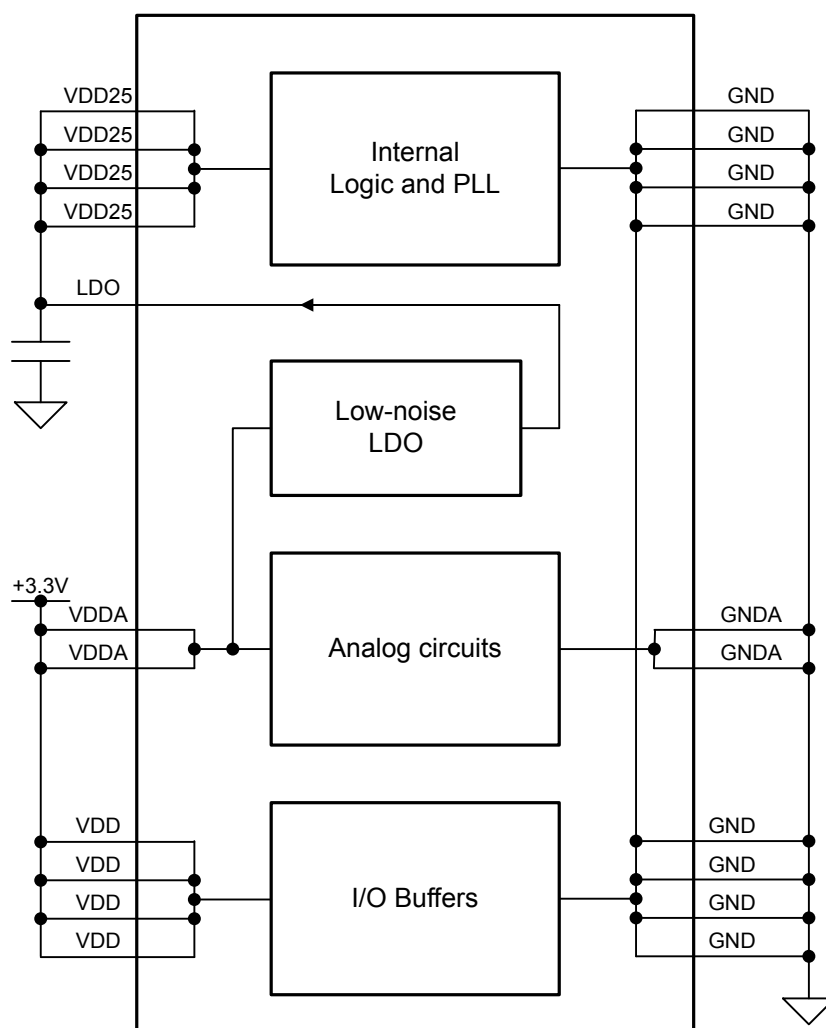 VDD25
VDD25
VDD25
VDD25
Internal
Logic and PLL
GND
GND
GND
GND
LDO
Low-noise
LDO
+3.3V
VDDA
VDDA
Analog circuits
GNDA
GNDA
VDD
VDD
VDD
VDD
I/O Buffers
GND
GND
GND
GND